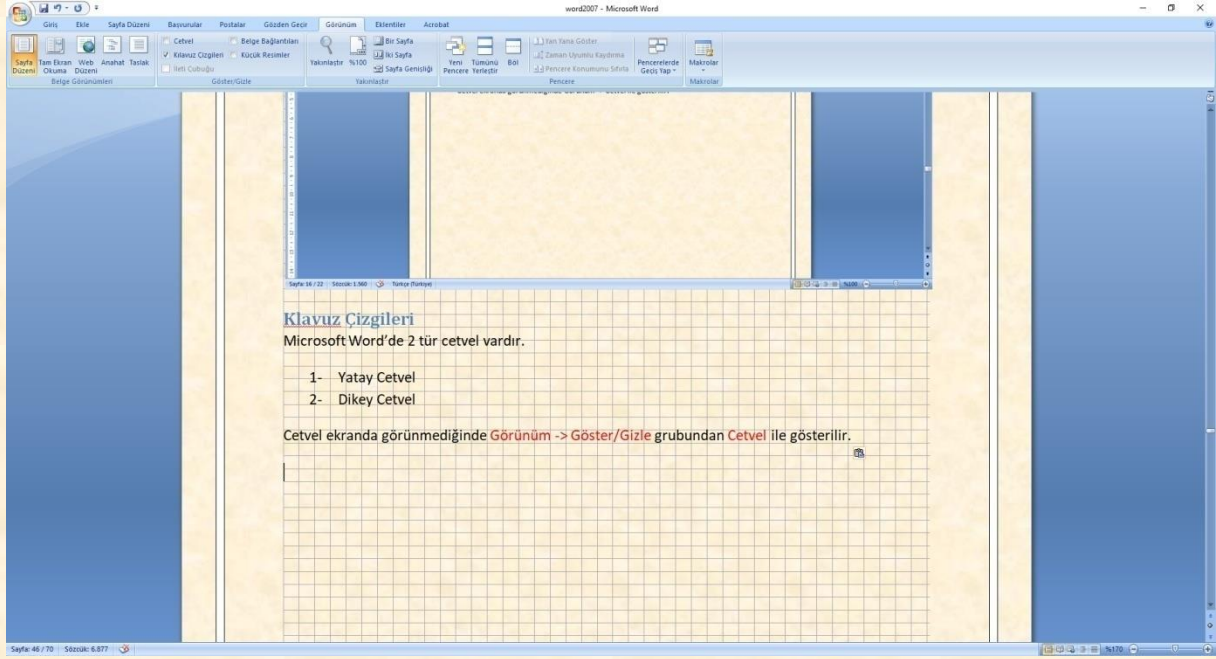 word2007 - Microsoft Word
Giriş Ekle Sayfa Düzeni Başvurular Postalar Gözden Geçir Görünüm Eklentiler Acrobat
Sayfa Düzeni Tam Ekran Okuma Web Düzeni Anahat Taslak
Belge Görünümleri
Cetvel Belge Bağlantıları
Kılavuz Çizgileri Küçük Resimler
İleti Çubuğu
Göster/Gizle
Yakınlaştır %100
Bir Sayfa
İki Sayfa
Sayfa Genişliği
Yakınlaştır
Yeni Pencere Tümünü Yerleştir Böl
Yan Yana Göster
Zaman Uyumlu Kaydırma
Pencere Konumunu Sıfırla
Pencerelerde Geçiş Yap
Pencere
Makrolar
Makrolar
Sayfa: 16 / 22 Sözcük: 1.560 Türkçe (Türkiye) %100
Klavuz Çizgileri
Microsoft Word’de 2 tür cetvel vardır.
1- Yatay Cetvel
2- Dikey Cetvel
Cetvel ekranda görünmediğinde Görünüm -> Göster/Gizle grubundan Cetvel ile gösterilir.
Sayfa: 46 / 70 Sözcük: 6.877 %170